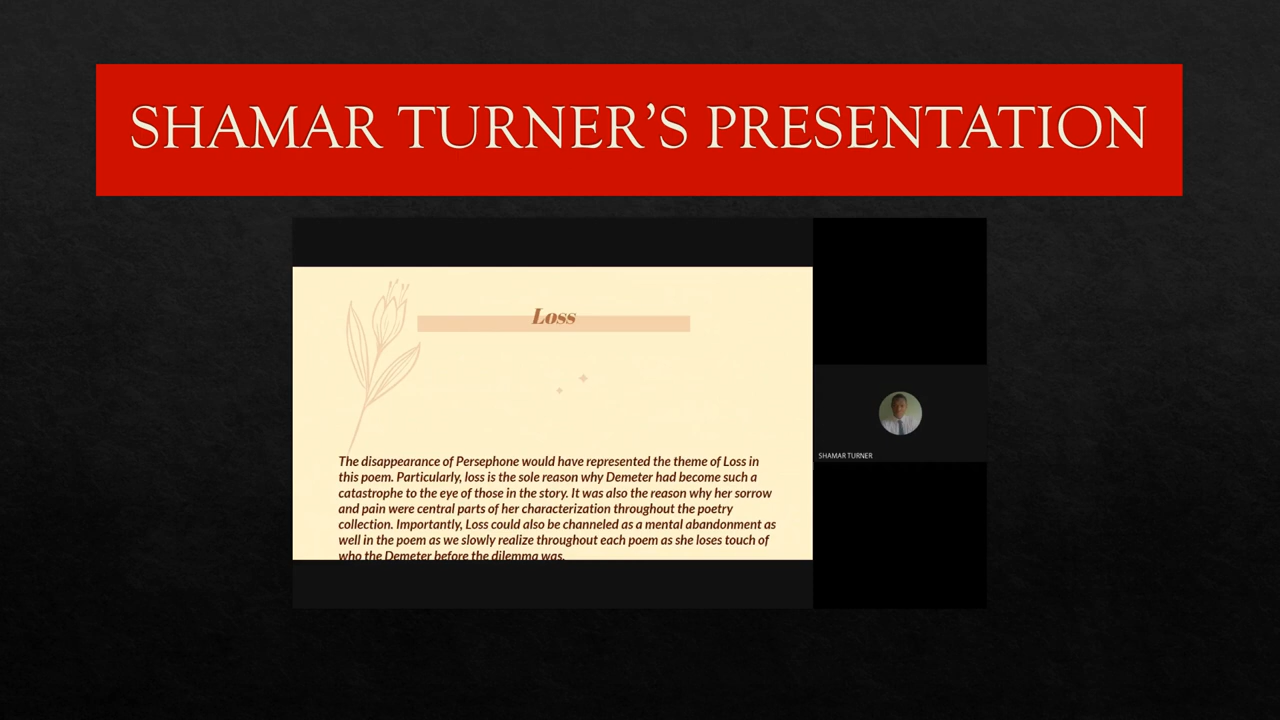 SHAMAR TURNER’S PRESENTATION
Loss
The disappearance of Persephone would have represented the theme of Loss in
this poem. Particularly, loss is the sole reason why Demeter had become such a
catastrophe to the eye of those in the story. It was also the reason why her sorrow
and pain were central parts of her characterization throughout the poetry
collection. Importantly, Loss could also be channeled as a mental abandonment as
well in the poem as we slowly realize throughout each poem as she loses touch of
who the Demeter before the dilemma was.
SHAMAR TURNER